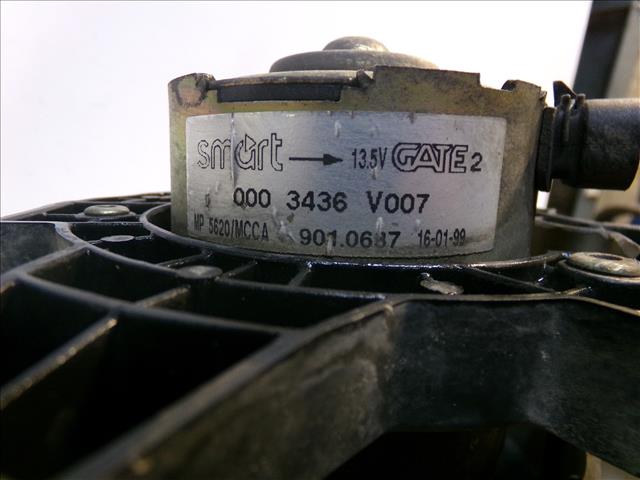 smart → 13.5V GATE 2
000 3436 V007
MP 5620/MCCA 901.0687 16-01-99